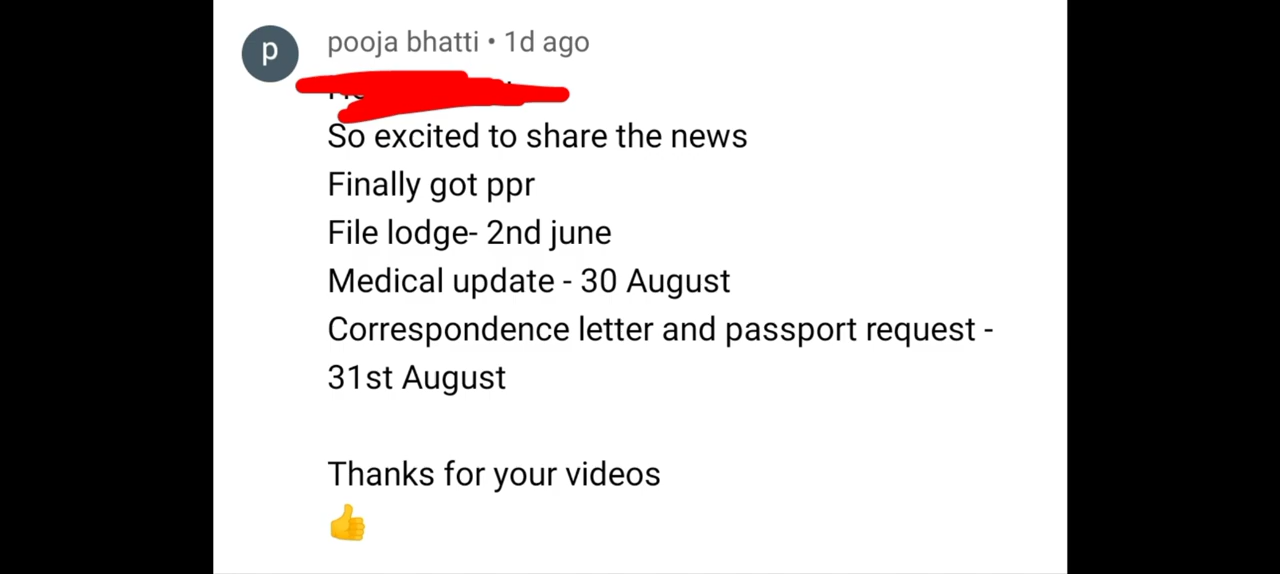 p
pooja bhatti • 1d ago
So excited to share the news
Finally got ppr
File lodge- 2nd june
Medical update - 30 August
Correspondence letter and passport request -
31st August
Thanks for your videos
👍